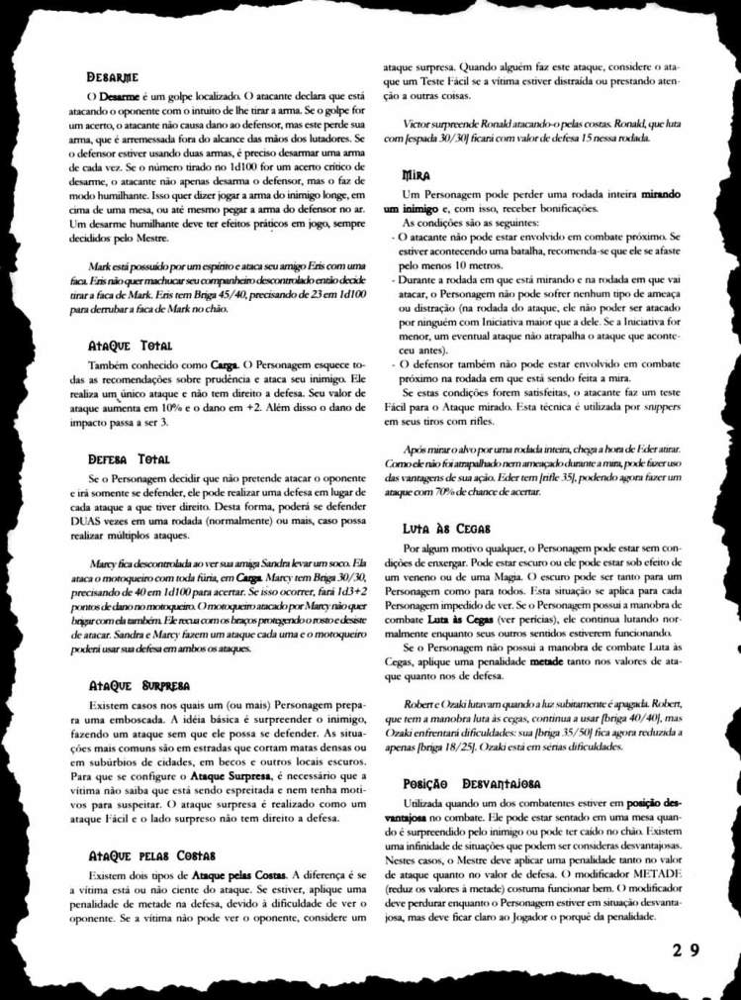 DESARME
O Desarme é um golpe localizado. O atacante declara que está
atacando o oponente com o intuito de lhe tirar a arma. Se o golpe for
um acerto, o atacante não causa dano ao defensor, mas este perde sua
arma, que é arremessada fora do alcance das mãos dos lutadores. Se
o defensor estiver usando duas armas, é preciso desarmar uma arma
de cada vez. Se o número tirado no 1d100 for um acerto crítico de
desarme, o atacante não apenas desarma o defensor, mas o faz de
modo humilhante. Isso quer dizer jogar a arma do inimigo longe, em
cima de uma mesa, ou até mesmo pegar a arma do defensor no ar.
Um desarme humilhante deve ter efeitos práticos em jogo, sempre
decididos pelo Mestre.
Mark está possuído por um espírito e ataca seu amigo Eris com uma
faca. Eris não quer machucar seu companheiro descontrolado então decide
tirar a faca de Mark. Eris tem Briga 45/40, precisando de 23 em 1d100
para derrubar a faca de Mark no chão.
ATAQUE TOTAL
Também conhecido como Carga. O Personagem esquece to-
das as recomendações sobre prudência e ataca seu inimigo. Ele
realiza um único ataque e não tem direito a defesa. Seu valor de
ataque aumenta em 10% e o dano em +2. Além disso o dano de
impacto passa a ser 3.
DEFESA TOTAL
Se o Personagem decidir que não pretende atacar o oponente
e irá somente se defender, ele pode realizar uma defesa em lugar de
cada ataque a que tiver direito. Desta forma, poderá se defender
DUAS vezes em uma rodada (normalmente) ou mais, caso possa
realizar múltiplos ataques.
Marcy fica descontrolada ao ver sua amiga Sandra levar um soco. Ela
ataca o motoqueiro com toda fúria, em Carga. Marcy tem Briga 30/30,
precisando de 40 em 1d100 para acertar. Se isso ocorrer, fará 1d3+2
pontos de dano no motoqueiro. O motoqueiro atacado por Marcy não quer
brigar com ela também. Ele recua com os braços protegendo o rosto e desiste
de atacar. Sandra e Marcy fazem um ataque cada uma e o motoqueiro
poderá usar sua defesa em ambos os ataques.
ATAQUE SURPRESA
Existem casos nos quais um (ou mais) Personagem prepa-
ra uma emboscada. A idéia básica é surpreender o inimigo,
fazendo um ataque sem que ele possa se defender. As situa-
ções mais comuns são em estradas que cortam matas densas ou
em subúrbios de cidades, em becos e outros locais escuros.
Para que se configure o Ataque Surpresa, é necessário que a
vítima não saiba que está sendo espreitada e nem tenha moti-
vos para suspeitar. O ataque surpresa é realizado como um
ataque Fácil e o lado surpreso não tem direito a defesa.
ATAQUE PELAS COSTAS
Existem dois tipos de Ataque pelas Costas. A diferença é se
a vítima está ou não ciente do ataque. Se estiver, aplique uma
penalidade de metade na defesa, devido à dificuldade de ver o
oponente. Se a vítima não pode ver o oponente, considere um
ataque surpresa. Quando alguém faz este ataque, considere o ata-
que um Teste Fácil se a vítima estiver distraída ou prestando aten-
ção a outras coisas.
Victor surpreende Ronald atacando-o pelas costas. Ronald, que luta
com [espada 30/30] ficará com valor de defesa 15 nessa rodada.
MIRA
Um Personagem pode perder uma rodada inteira mirando
um inimigo e, com isso, receber bonificações.
As condições são as seguintes:
- O atacante não pode estar envolvido em combate próximo. Se
estiver acontecendo uma batalha, recomenda-se que ele se afaste
pelo menos 10 metros.
- Durante a rodada em que está mirando e na rodada em que vai
atacar, o Personagem não pode sofrer nenhum tipo de ameaça
ou distração (na rodada do ataque, ele não poder ser atacado
por ninguém com Iniciativa maior que a dele. Se a Iniciativa for
menor, um eventual ataque não atrapalha o ataque que aconte-
ceu antes).
- O defensor também não pode estar envolvido em combate
próximo na rodada em que está sendo feita a mira.
Se estas condições forem satisfeitas, o atacante faz um teste
Fácil para o Ataque mirado. Esta técnica é utilizada por snippers
em seus tiros com rifles.
Após mirar o alvo por uma rodada inteira, chega a hora de Eder atirar.
Como ele não foi atrapalhado nem ameaçado durante a mira, pode fazer uso
das vantagens de sua ação. Eder tem [rifle 35], podendo agora fazer um
ataque com 70% de chance de acertar.
LUTA ÀS CEGAS
Por algum motivo qualquer, o Personagem pode estar sem con-
dições de enxergar. Pode estar escuro ou ele pode estar sob efeito de
um veneno ou de uma Magia. O escuro pode ser tanto para um
Personagem como para todos. Esta situação se aplica para cada
Personagem impedido de ver. Se o Personagem possui a manobra de
combate Luta às Cegas (ver perícias), ele continua lutando nor-
malmente enquanto seus outros sentidos estiverem funcionando.
Se o Personagem não possui a manobra de combate Luta às
Cegas, aplique uma penalidade metade tanto nos valores de ata-
que quanto nos de defesa.
Robert e Ozaki lutavam quando a luz subitamente é apagada. Robert,
que tem a manobra luta às cegas, continua a usar [briga 40/40], mas
Ozaki enfrentará dificuldades: sua [briga 35/50] fica agora reduzida a
apenas [briga 18/25]. Ozaki está em sérias dificuldades.
POSIÇÃO DESVANTAJOSA
Utilizada quando um dos combatentes estiver em posição des-
vantajosa no combate. Ele pode estar sentado em uma mesa quan-
do é surpreendido pelo inimigo ou pode ter caído no chão. Existem
uma infinidade de situações que podem ser consideras desvantajosas.
Nestes casos, o Mestre deve aplicar uma penalidade tanto no valor
de ataque quanto no valor de defesa. O modificador METADE
(reduz os valores à metade) costuma funcionar bem. O modificador
deve perdurar enquanto o Personagem estiver em situação desvanta-
josa, mas deve ficar claro ao Jogador o porquê da penalidade.
29